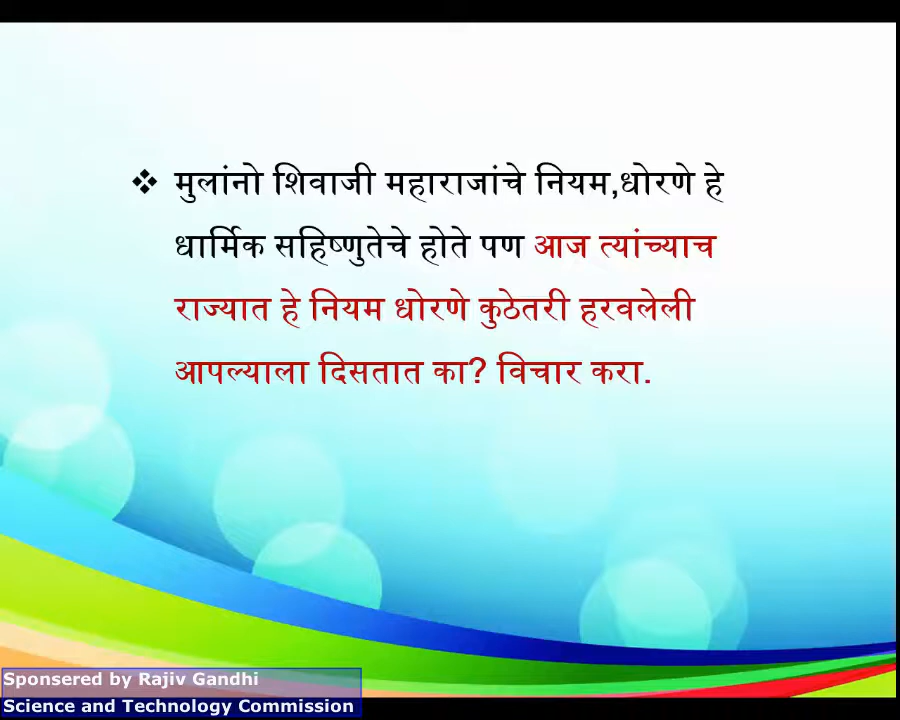 ❖ मुलांनो शिवाजी महाराजांचे नियम,धोरणे हे
धार्मिक सहिष्णुतेचे होते पण आज त्यांच्याच
राज्यात हे नियम धोरणे कुठेतरी हरवलेली
आपल्याला दिसतात का? विचार करा.
Sponsered by Rajiv Gandhi
Science and Technology Commission